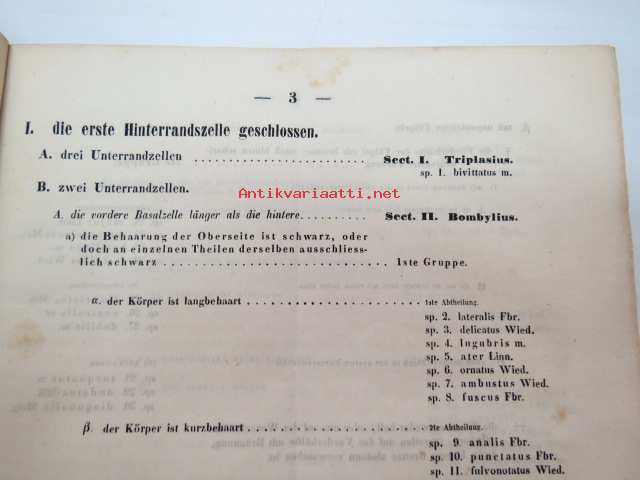 — 3 —
I. die erste Hinterrandszelle geschlossen.
A. drei Unterrandzellen .......................... Sect. I. Triplasius.
sp. 1. bivittatus m.
B. zwei Unterrandzellen.
Antikvariaatti.net
A. die vordere Basalzelle länger als die hintere.......... Sect. II. Bombylius.
a) die Behaarung der Oberseite ist schwarz, oder
doch an einzelnen Theilen derselben ausschliess-
lich schwarz .................................. 1ste Gruppe.
α. der Körper ist langbehaart .......................... 1ste Abtheilung.
sp. 2. lateralis Fbr.
sp. 3. delicatus Wied.
sp. 4. lugubris m.
sp. 5. ater Linn.
sp. 6. ornatus Wied.
sp. 7. ambustus Wied.
sp. 8. fuscus Fbr.
β. der Körper ist kurzbehaart .......................... 2te Abtheilung.
sp. 9. analis Fbr.
sp. 10. punctatus Fbr.
sp. 11. fulvonotatus Wied.